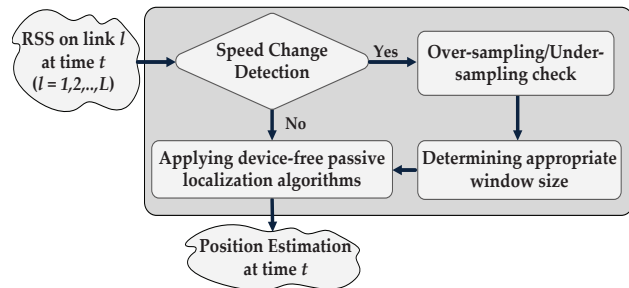 RSS on link l
at time t
(l = 1,2,..,L)
Speed Change
Detection
Yes
Over-sampling/Under-
sampling check
No
Applying device-free passive
localization algorithms
Determining appropriate
window size
Position Estimation
at time t